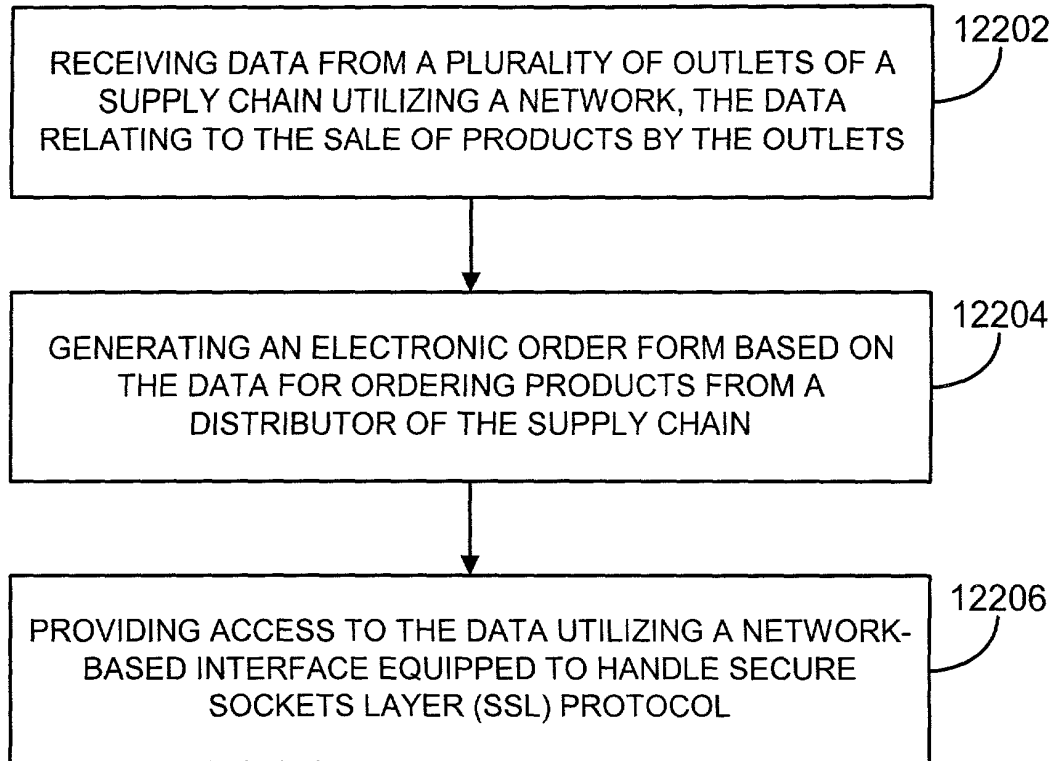 12202
RECEIVING DATA FROM A PLURALITY OF OUTLETS OF A
SUPPLY CHAIN UTILIZING A NETWORK, THE DATA
RELATING TO THE SALE OF PRODUCTS BY THE OUTLETS
12204
GENERATING AN ELECTRONIC ORDER FORM BASED ON
THE DATA FOR ORDERING PRODUCTS FROM A
DISTRIBUTOR OF THE SUPPLY CHAIN
12206
PROVIDING ACCESS TO THE DATA UTILIZING A NETWORK-
BASED INTERFACE EQUIPPED TO HANDLE SECURE
SOCKETS LAYER (SSL) PROTOCOL